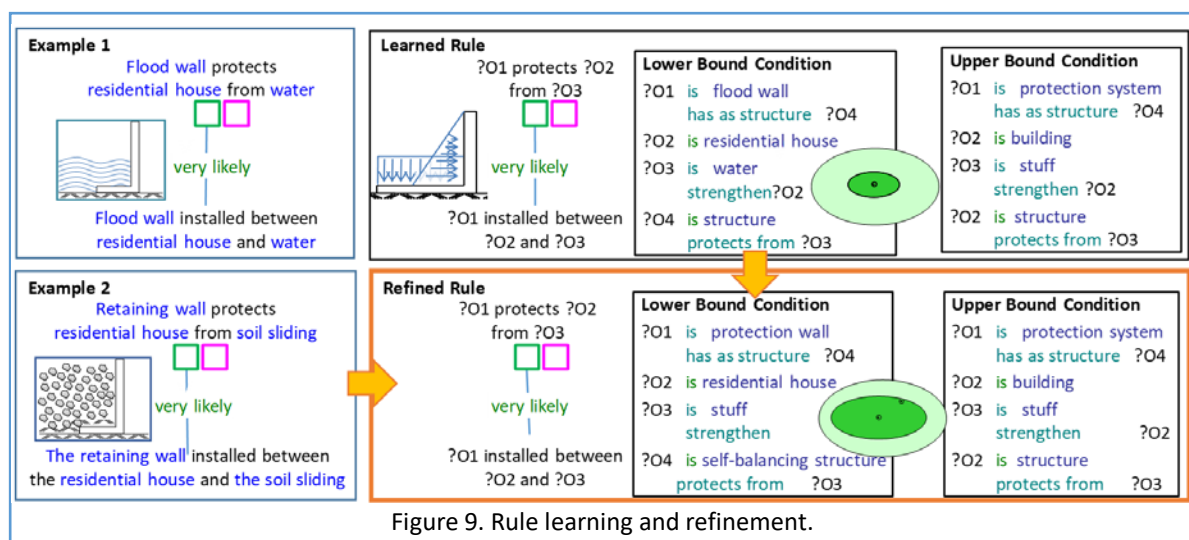 Example 1
Flood wall protects
residential house from water
very likely
Flood wall installed between
residential house and water
Learned Rule
?O1 protects ?O2
from ?O3
very likely
?O1 installed between
?O2 and ?O3
Lower Bound Condition
?O1 is flood wall
has as structure ?O4
?O2 is residential house
?O3 is water
strengthen?O2
?O4 is structure
protects from ?O3
Upper Bound Condition
?O1 is protection system
has as structure ?O4
?O2 is building
?O3 is stuff
strengthen ?O2
?O2 is structure
protects from ?O3
Example 2
Retaining wall protects
residential house from soil sliding
very likely
The retaining wall installed between
the residential house and the soil sliding
Refined Rule
?O1 protects ?O2
from ?O3
very likely
?O1 installed between
?O2 and ?O3
Lower Bound Condition
?O1 is protection wall
has as structure ?O4
?O2 is residential house
?O3 is stuff
strengthen
?O4 is self-balancing structure
protects from ?O3
Upper Bound Condition
?O1 is protection system
has as structure ?O4
?O2 is building
?O3 is stuff
strengthen ?O2
?O2 is structure
protects from ?O3
Figure 9. Rule learning and refinement.